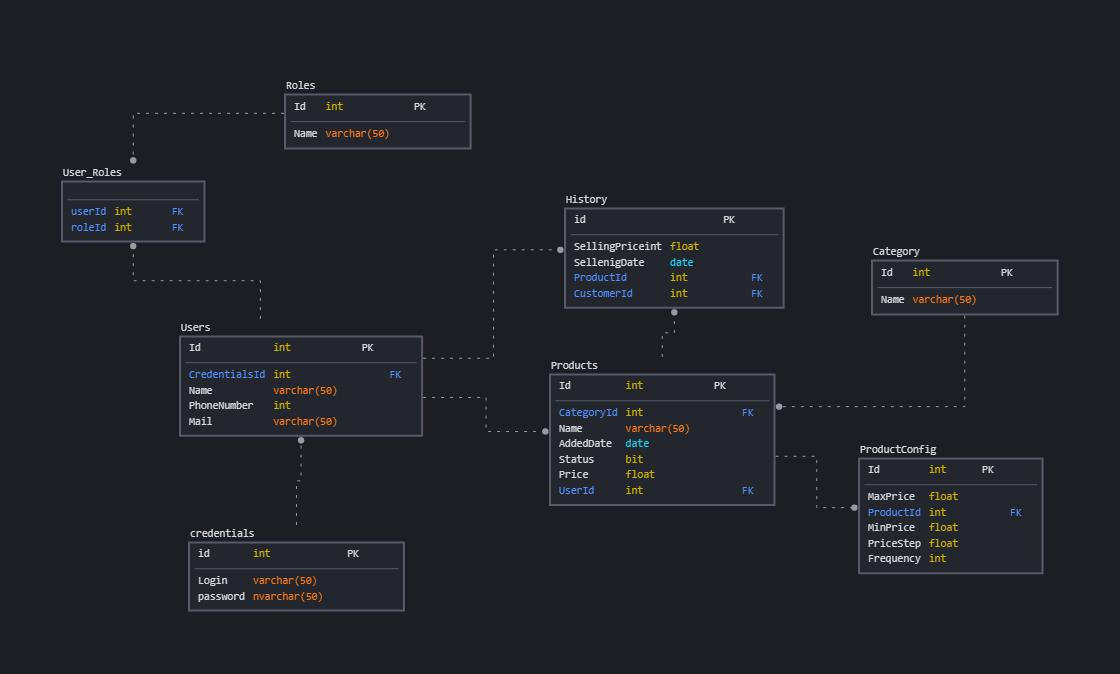 Roles
Id int PK
Name varchar(50)
User_Roles
userId int FK
roleId int FK
History
id PK
SellingPriceint float
SellenigDate date
ProductId int FK
CustomerId int FK
Category
Id int PK
Name varchar(50)
Users
Id int PK
CredentialsId int FK
Name varchar(50)
PhoneNumber int
Mail varchar(50)
Products
Id int PK
CategoryId int FK
Name varchar(50)
AddedDate date
Status bit
Price float
UserId int FK
ProductConfig
Id int PK
MaxPrice float
ProductId int FK
MinPrice float
PriceStep float
Frequency int
credentials
id int PK
Login varchar(50)
password nvarchar(50)